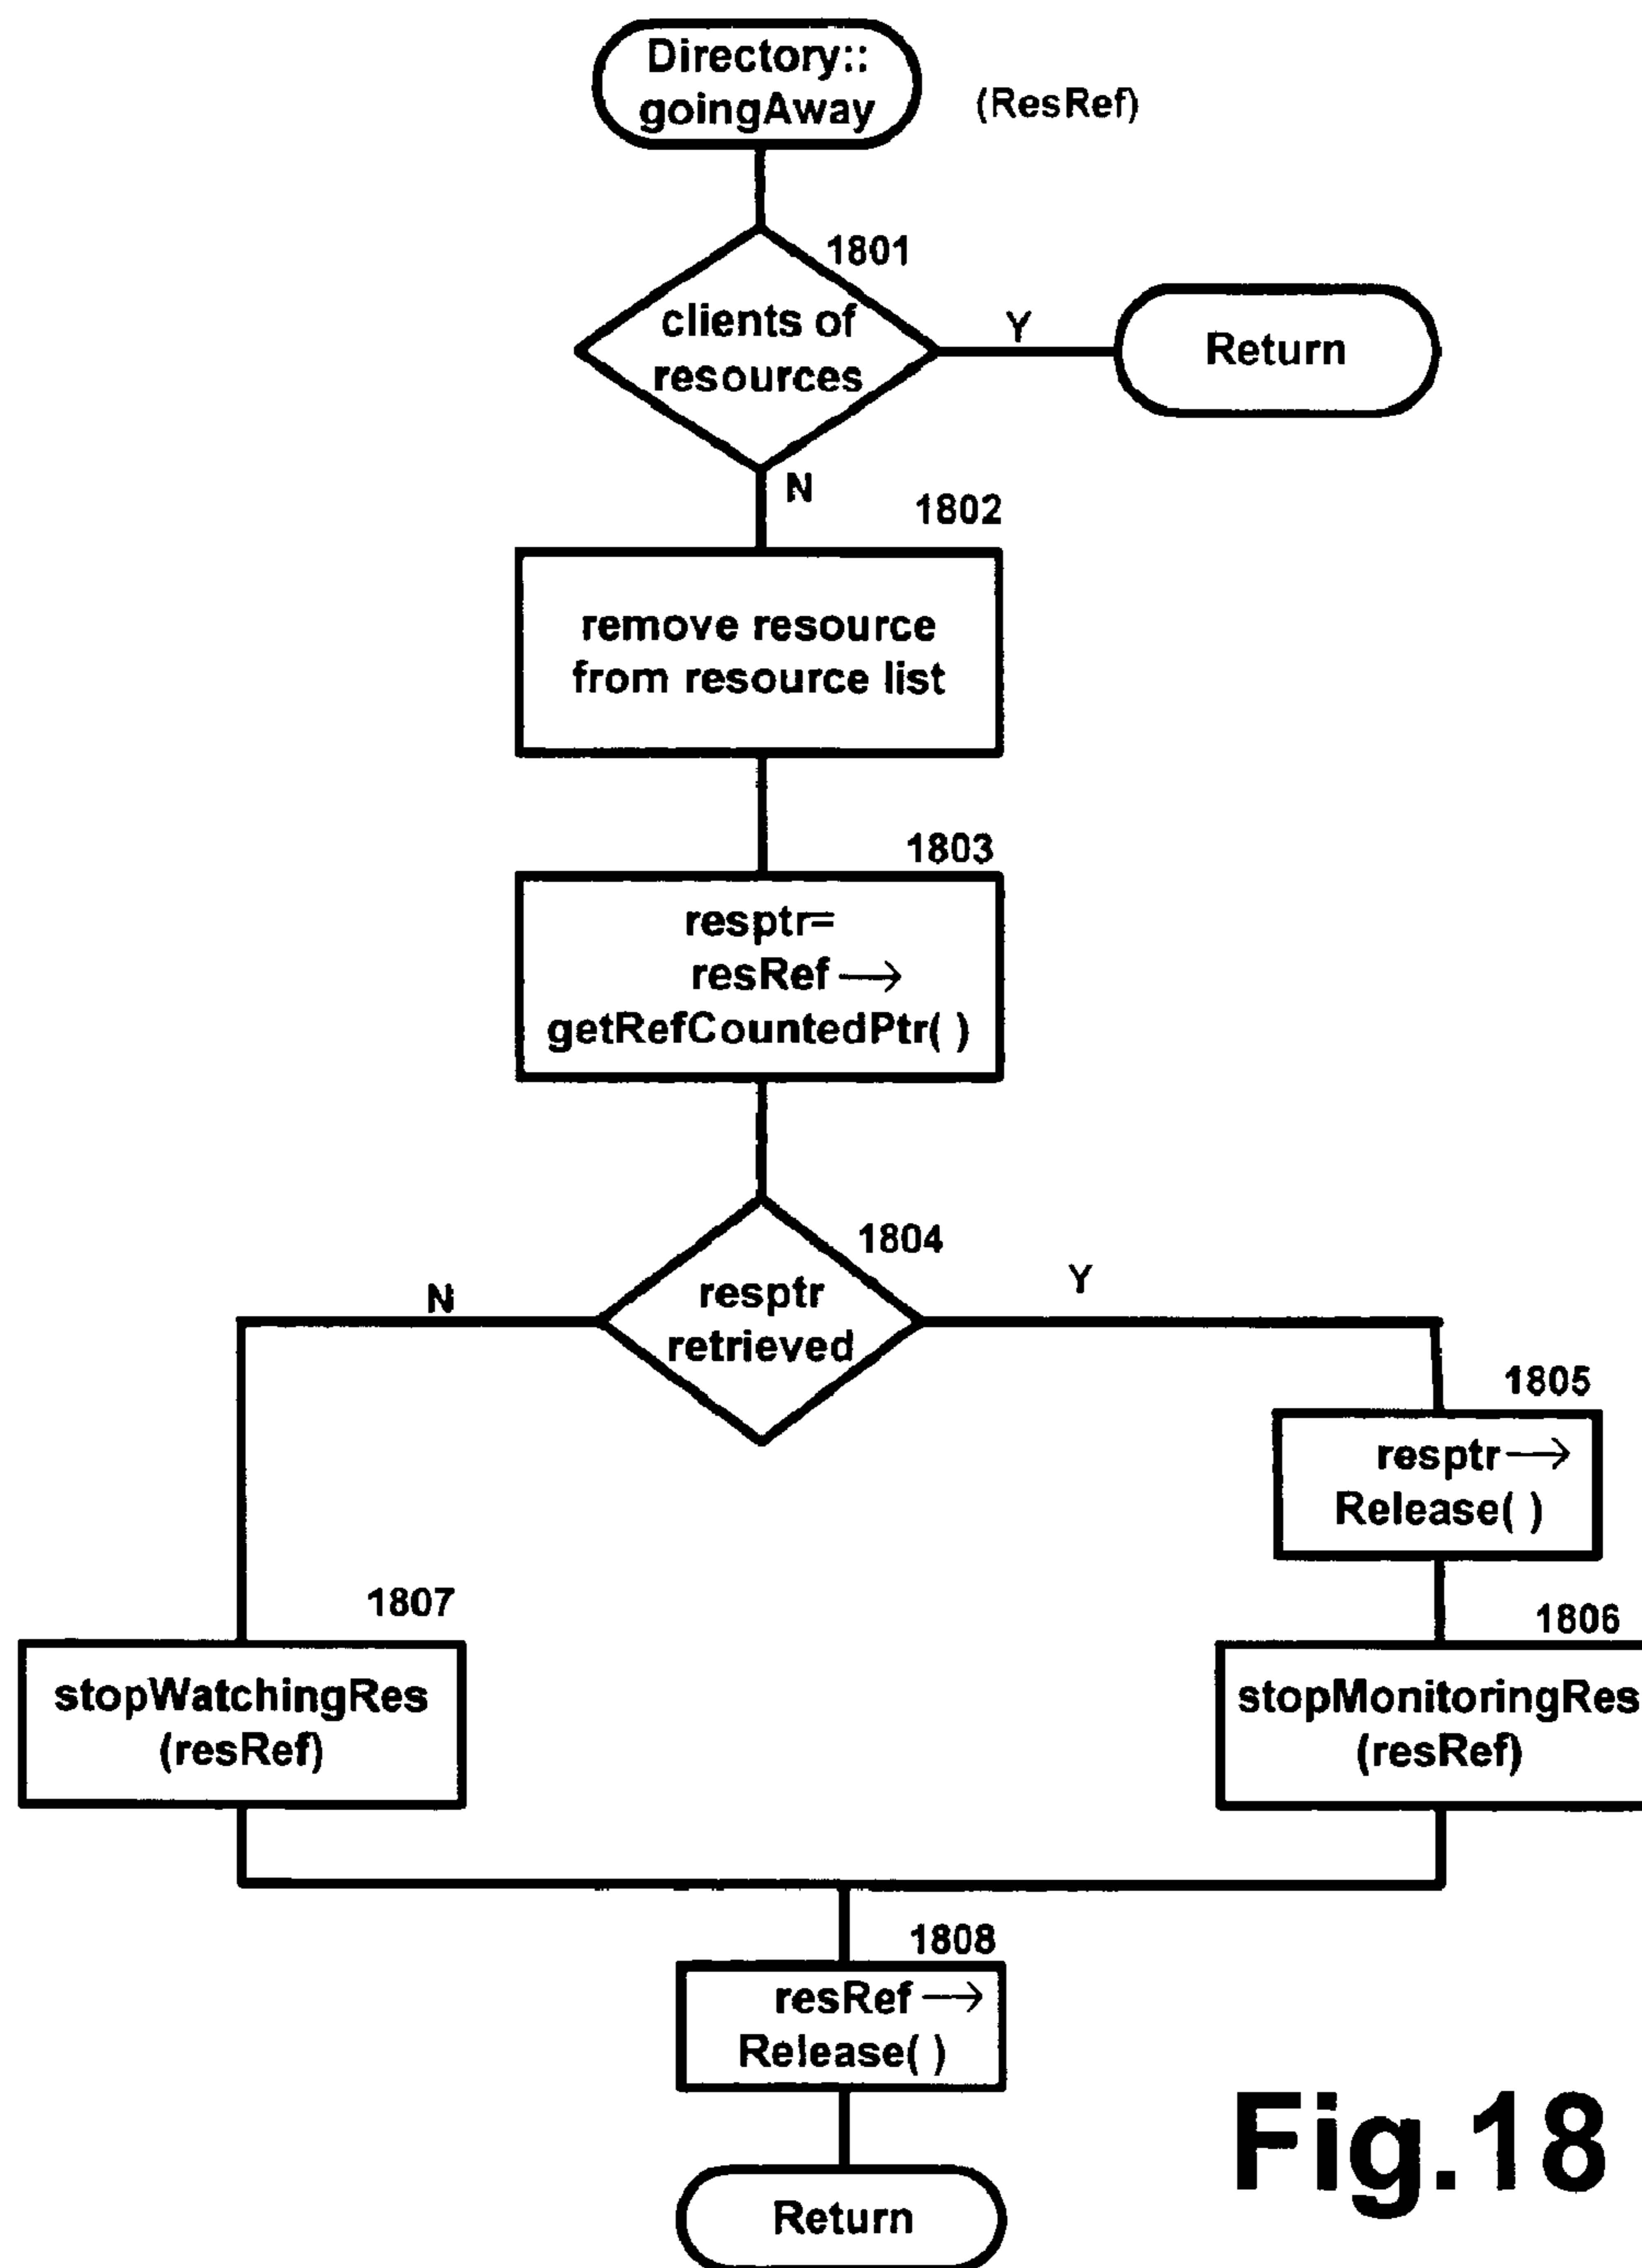 Directory::
goingAway
(ResRef)
1801
clients of
resources
Y
Return
N
1802
remove resource
from resource list
1803
resptr=
resRef →
getRefCountedPtr( )
1804
resptr
retrieved
N
Y
1805
resptr →
Release( )
1807
stopWatchingRes
(resRef)
1806
stopMonitoringRes
(resRef)
1808
resRef →
Release( )
Return
Fig.18